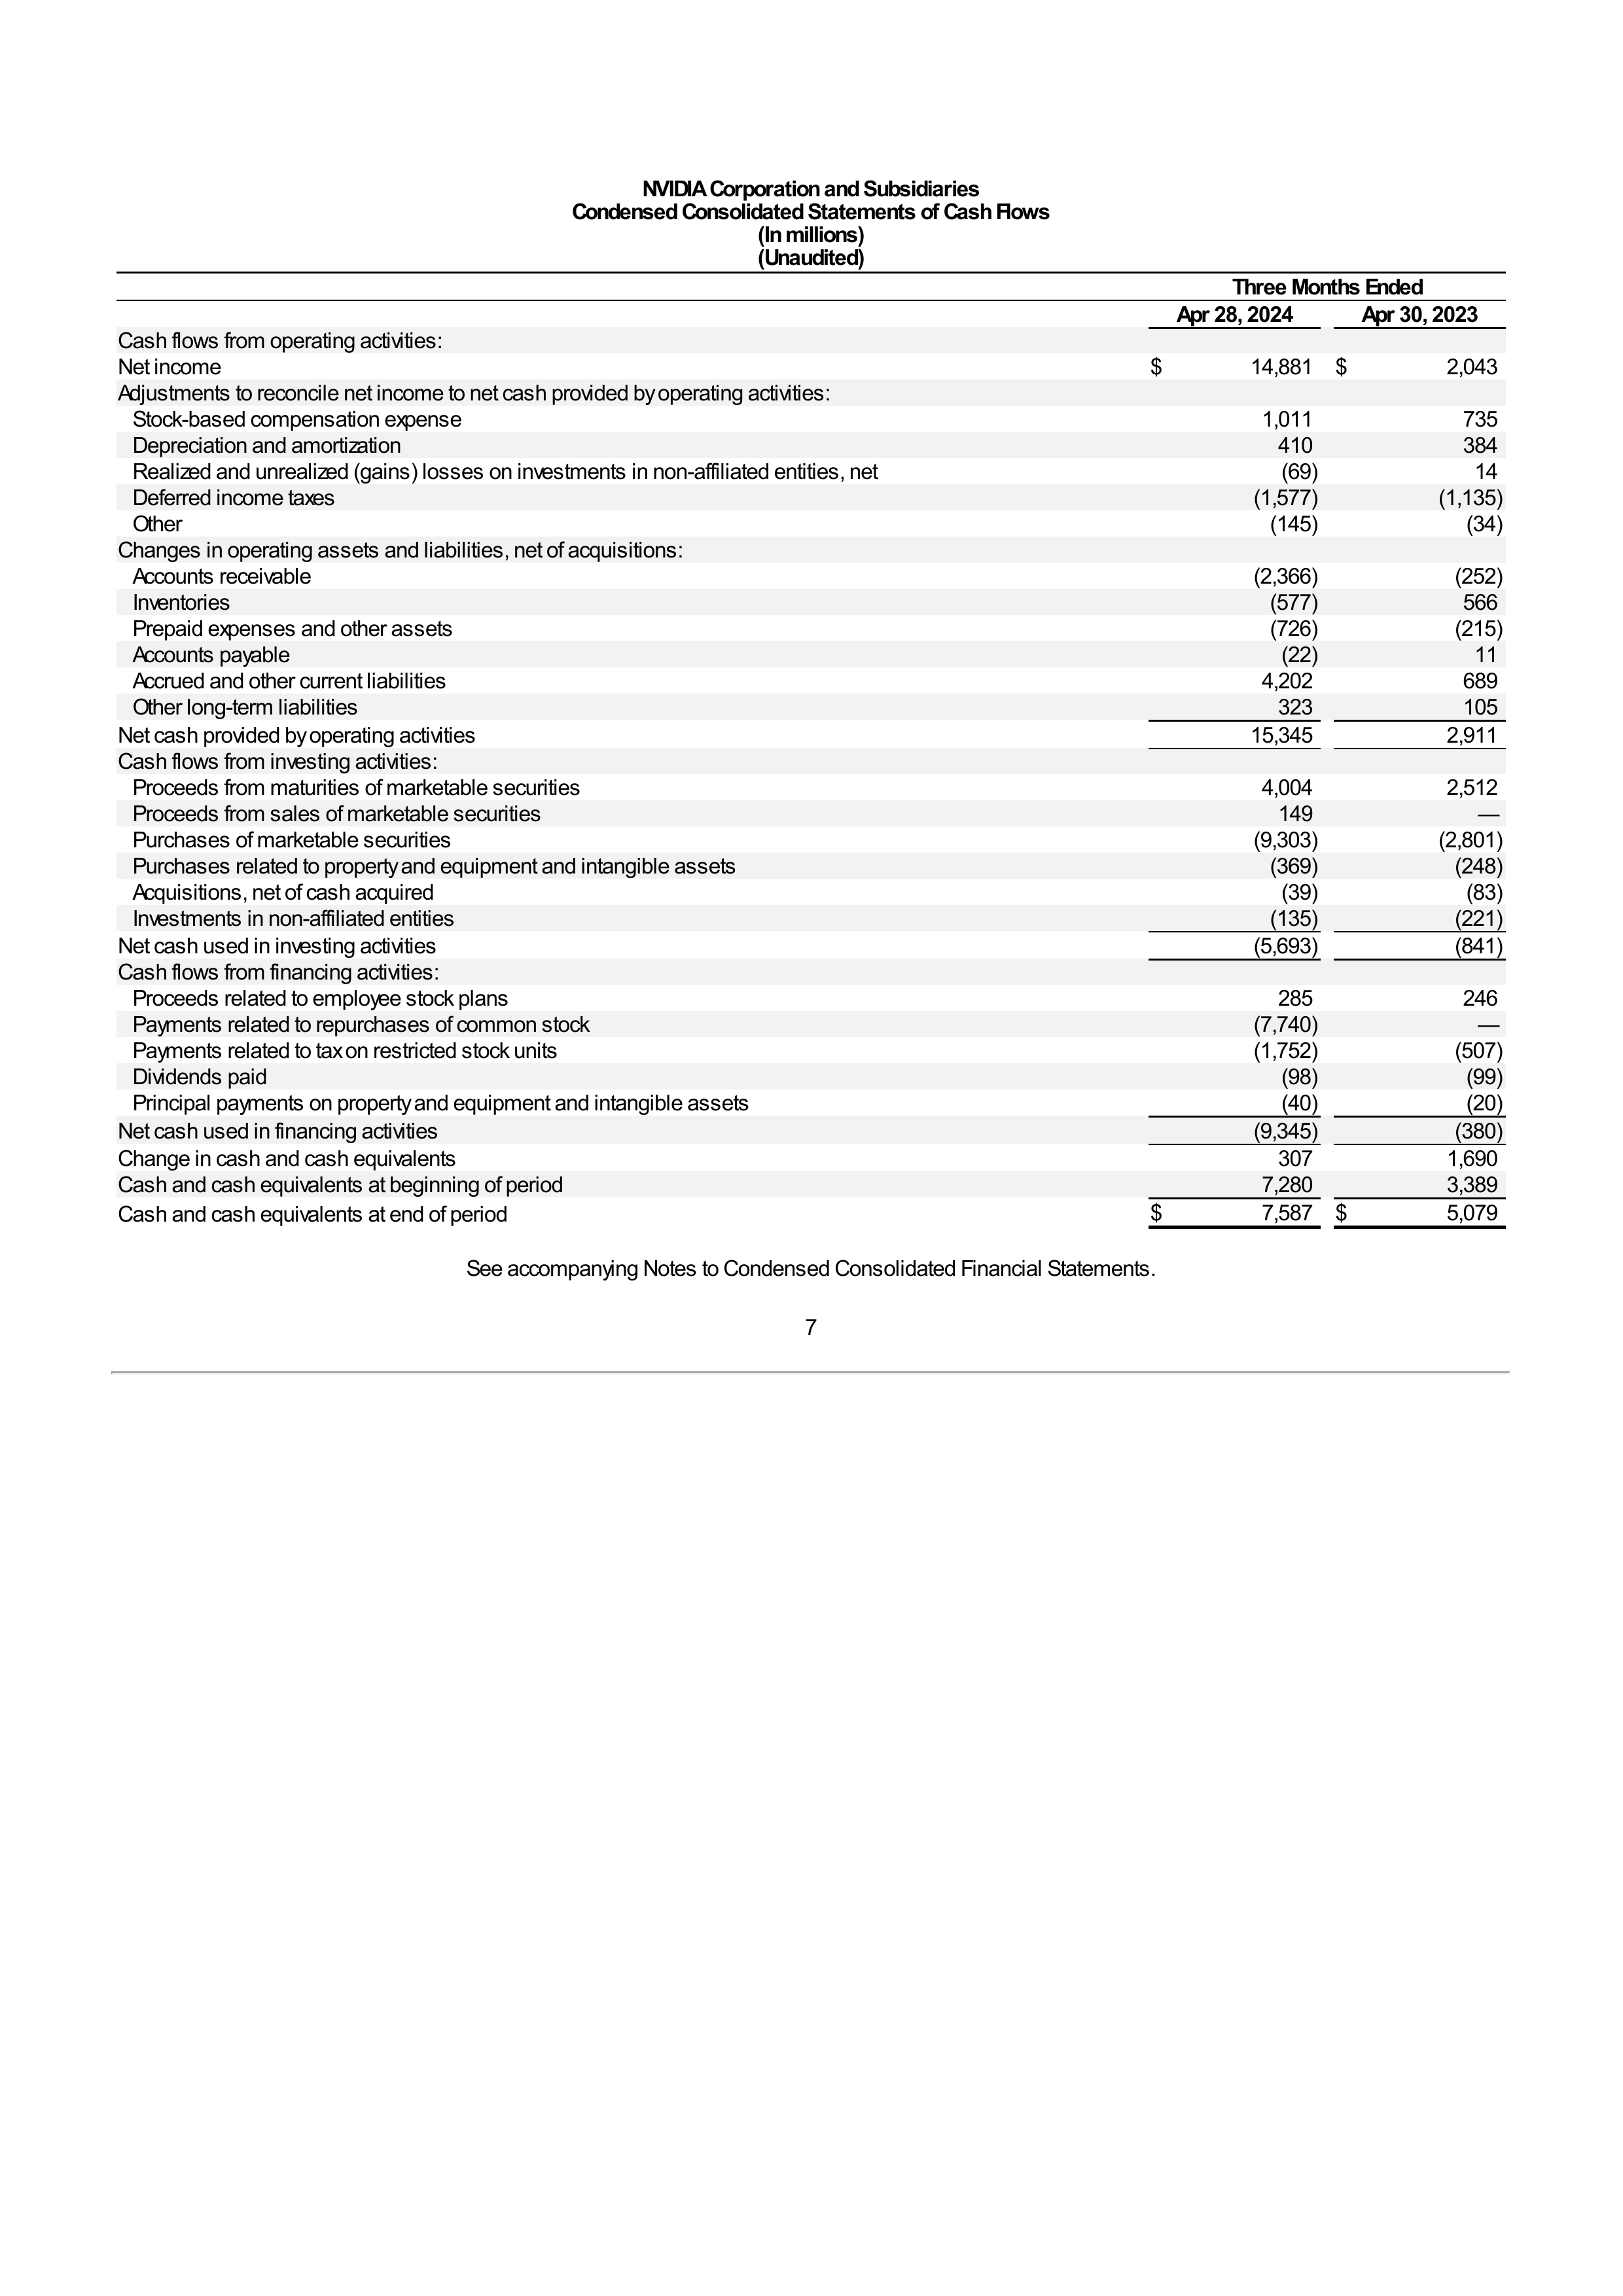 NVIDIA Corporation and Subsidiaries
Condensed Consolidated Statements of Cash Flows
(In millions)
(Unaudited)
Three Months Ended
Apr 28, 2024 Apr 30, 2023
Cash flows from operating activities:
Net income $ 14,881 $ 2,043
Adjustments to reconcile net income to net cash provided by operating activities:
Stock-based compensation expense 1,011 735
Depreciation and amortization 410 384
Realized and unrealized (gains) losses on investments in non-affiliated entities, net (69) 14
Deferred income taxes (1,577) (1,135)
Other (145) (34)
Changes in operating assets and liabilities, net of acquisitions:
Accounts receivable (2,366) (252)
Inventories (577) 566
Prepaid expenses and other assets (726) (215)
Accounts payable (22) 11
Accrued and other current liabilities 4,202 689
Other long-term liabilities 323 105
Net cash provided by operating activities 15,345 2,911
Cash flows from investing activities:
Proceeds from maturities of marketable securities 4,004 2,512
Proceeds from sales of marketable securities 149 —
Purchases of marketable securities (9,303) (2,801)
Purchases related to property and equipment and intangible assets (369) (248)
Acquisitions, net of cash acquired (39) (83)
Investments in non-affiliated entities (135) (221)
Net cash used in investing activities (5,693) (841)
Cash flows from financing activities:
Proceeds related to employee stock plans 285 246
Payments related to repurchases of common stock (7,740) —
Payments related to tax on restricted stock units (1,752) (507)
Dividends paid (98) (99)
Principal payments on property and equipment and intangible assets (40) (20)
Net cash used in financing activities (9,345) (380)
Change in cash and cash equivalents 307 1,690
Cash and cash equivalents at beginning of period 7,280 3,389
Cash and cash equivalents at end of period $ 7,587 $ 5,079
See accompanying Notes to Condensed Consolidated Financial Statements.
7